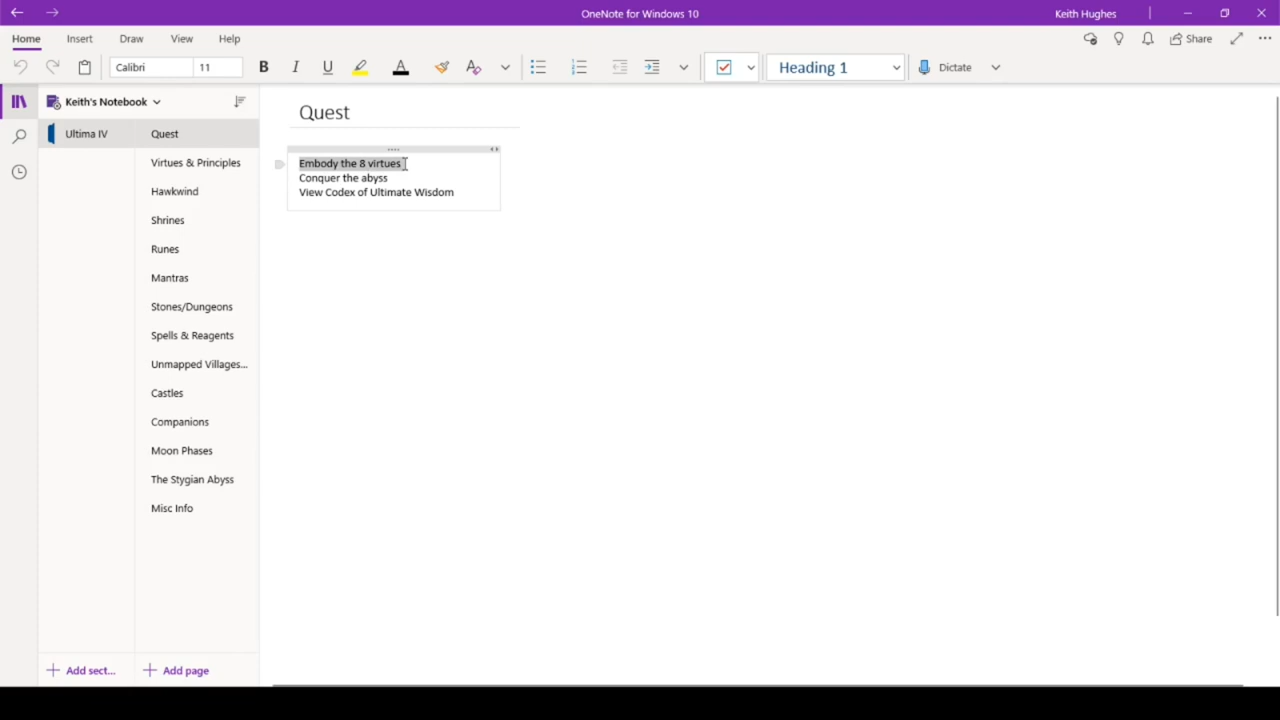 OneNote for Windows 10
Keith Hughes
Home Insert Draw View Help
Share
Calibri 11 B I U A Heading 1 Dictate
Keith's Notebook
Ultima IV
Quest
Virtues & Principles
Hawkwind
Shrines
Runes
Mantras
Stones/Dungeons
Spells & Reagents
Unmapped Villages...
Castles
Companions
Moon Phases
The Stygian Abyss
Misc Info
Add sect...
Add page
Quest
Embody the 8 virtues
Conquer the abyss
View Codex of Ultimate Wisdom